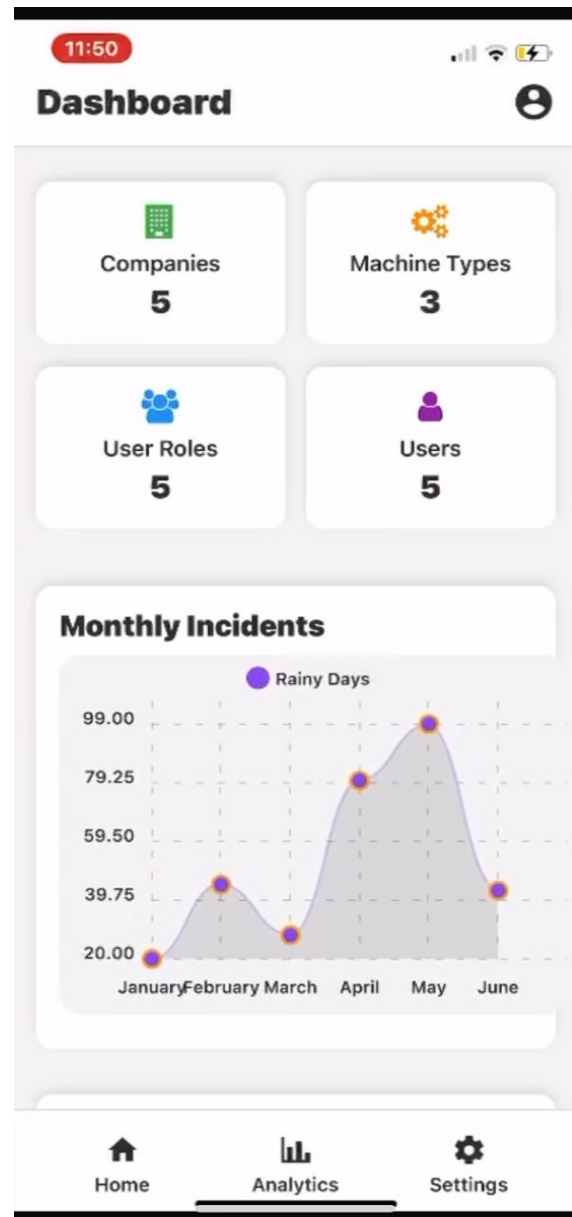 11:50
Dashboard
Companies
5
Machine Types
3
User Roles
5
Users
5
Monthly Incidents
Rainy Days
99.00
79.25
59.50
39.75
20.00
January February March April May June
Home Analytics Settings